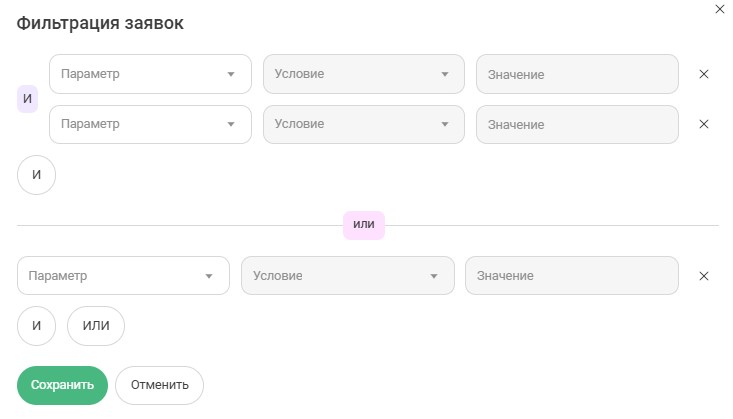 Фильтрация заявок
Параметр Условие Значение
И
Параметр Условие Значение
И
ИЛИ
Параметр Условие Значение
И ИЛИ
Сохранить Отменить